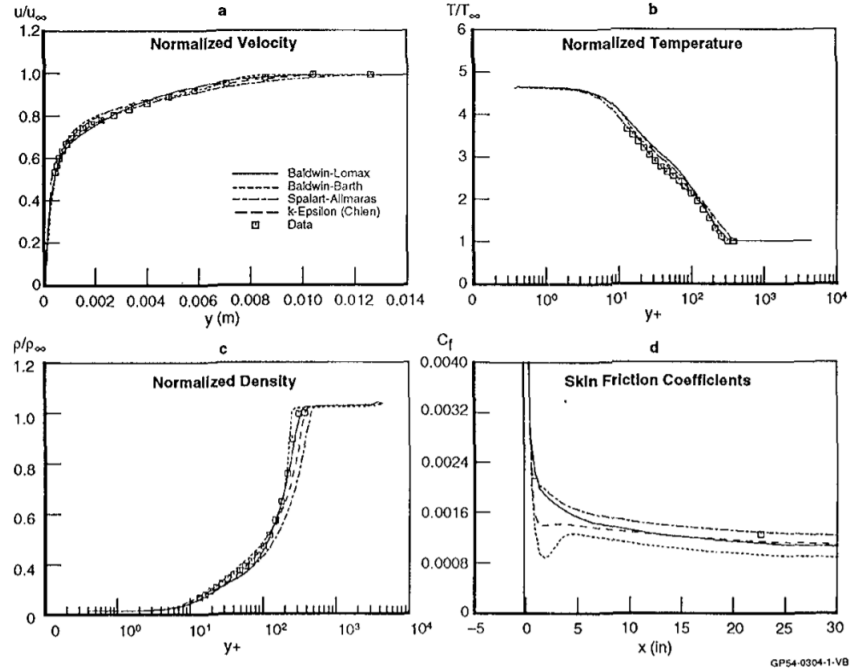 u/u∞
a
Normalized Velocity
1.2
1.0
0.8
0.6
0.4
0.2
0
Baldwin-Lomax
Baldwin-Barth
Spalart-Allmaras
k-Epsilon (Chien)
Data
0 0.002 0.004 0.006 0.008 0.010 0.012 0.014
y (m)
T/T∞
b
Normalized Temperature
6
5
4
3
2
1
0
0 10⁰ 10¹ 10² 10³ 10⁴
y+
ρ/ρ∞
c
Normalized Density
1.2
1.0
0.8
0.6
0.4
0.2
0
0 10⁰ 10¹ 10² 10³ 10⁴
y+
Cf
d
Skin Friction Coefficients
0.0040
0.0032
0.0024
0.0016
0.0008
0
−5 0 5 10 15 20 25 30
x (in)
GP54-0304-1-VB